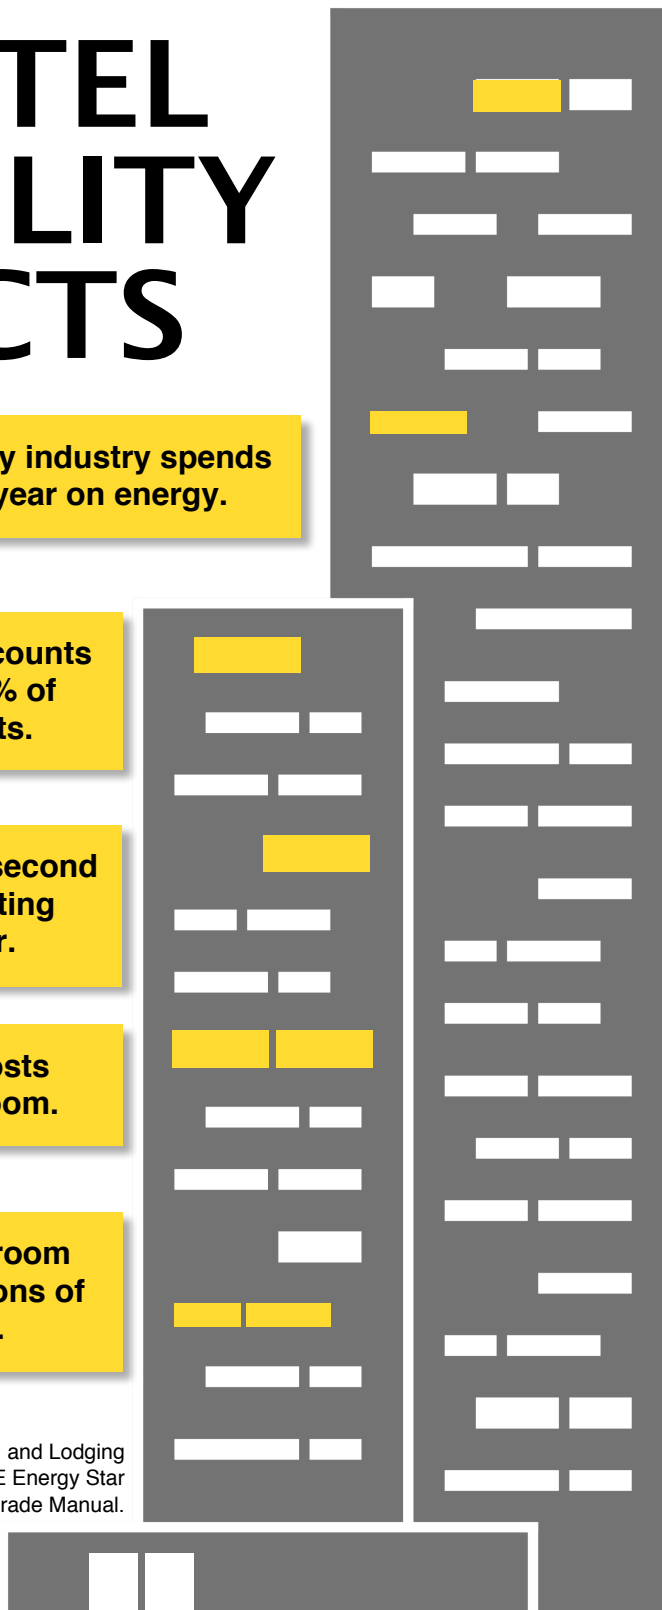 TEL
LITY
CTS
y industry spends
year on energy.
counts
% of
ts.
second
ting
r.
osts
oom.
room
ons of
.
and Lodging
E Energy Star
rade Manual.